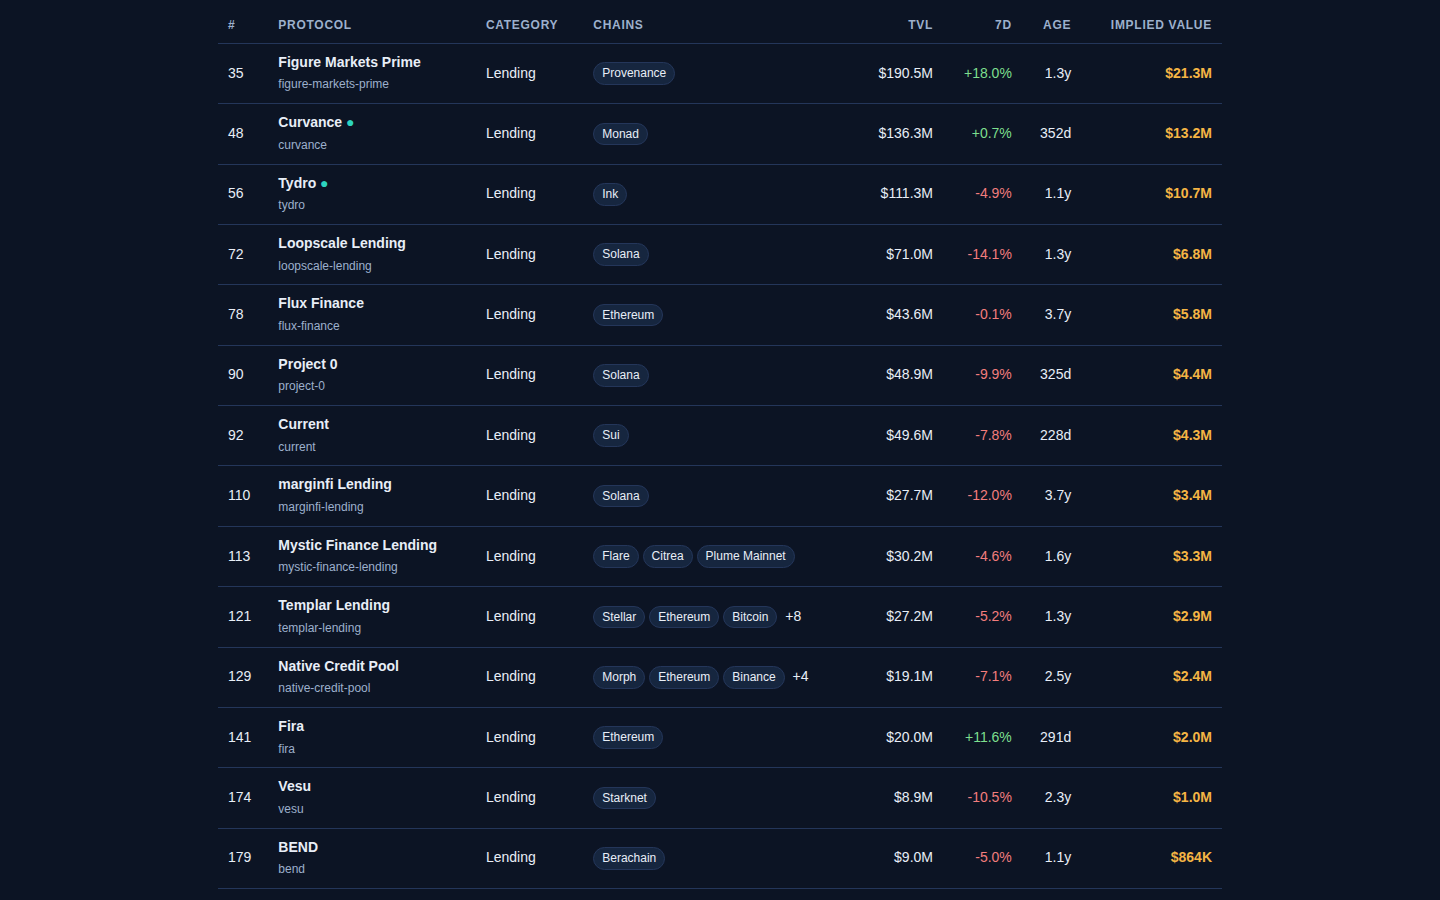 # PROTOCOL CATEGORY CHAINS TVL 7D AGE IMPLIED VALUE
35 Figure Markets Prime Lending Provenance $190.5M +18.0% 1.3y $21.3M
figure-markets-prime
48 Curvance Lending Monad $136.3M +0.7% 352d $13.2M
curvance
56 Tydro Lending Ink $111.3M -4.9% 1.1y $10.7M
tydro
72 Loopscale Lending Lending Solana $71.0M -14.1% 1.3y $6.8M
loopscale-lending
78 Flux Finance Lending Ethereum $43.6M -0.1% 3.7y $5.8M
flux-finance
90 Project 0 Lending Solana $48.9M -9.9% 325d $4.4M
project-0
92 Current Lending Sui $49.6M -7.8% 228d $4.3M
current
110 marginfi Lending Lending Solana $27.7M -12.0% 3.7y $3.4M
marginfi-lending
113 Mystic Finance Lending Lending Flare Citrea Plume Mainnet $30.2M -4.6% 1.6y $3.3M
mystic-finance-lending
121 Templar Lending Lending Stellar Ethereum Bitcoin +8 $27.2M -5.2% 1.3y $2.9M
templar-lending
129 Native Credit Pool Lending Morph Ethereum Binance +4 $19.1M -7.1% 2.5y $2.4M
native-credit-pool
141 Fira Lending Ethereum $20.0M +11.6% 291d $2.0M
fira
174 Vesu Lending Starknet $8.9M -10.5% 2.3y $1.0M
vesu
179 BEND Lending Berachain $9.0M -5.0% 1.1y $864K
bend